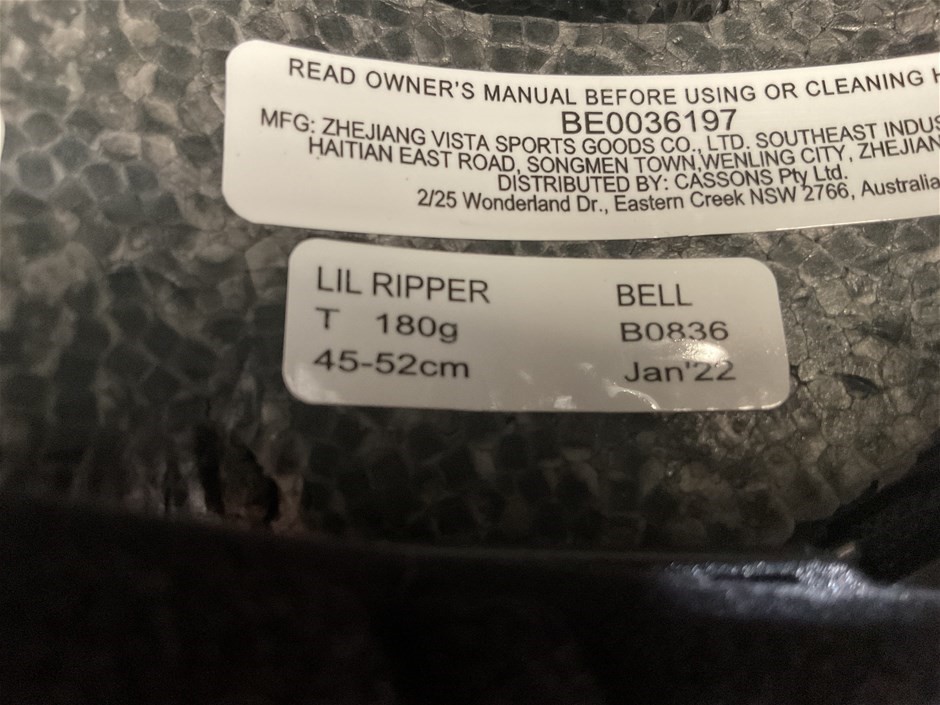 READ OWNER'S MANUAL BEFORE USING OR CLEANING
BE0036197
MFG: ZHEJIANG VISTA SPORTS GOODS CO., LTD. SOUTHEAST
HAITIAN EAST ROAD, SONGMEN TOWN,WENLING CITY,
DISTRIBUTED BY: CASSONS Pty Ltd.
2/25 Wonderland Dr., Eastern Creek NSW 2766, Australia
LIL RIPPER BELL
T 180g B0836
45-52cm Jan'22